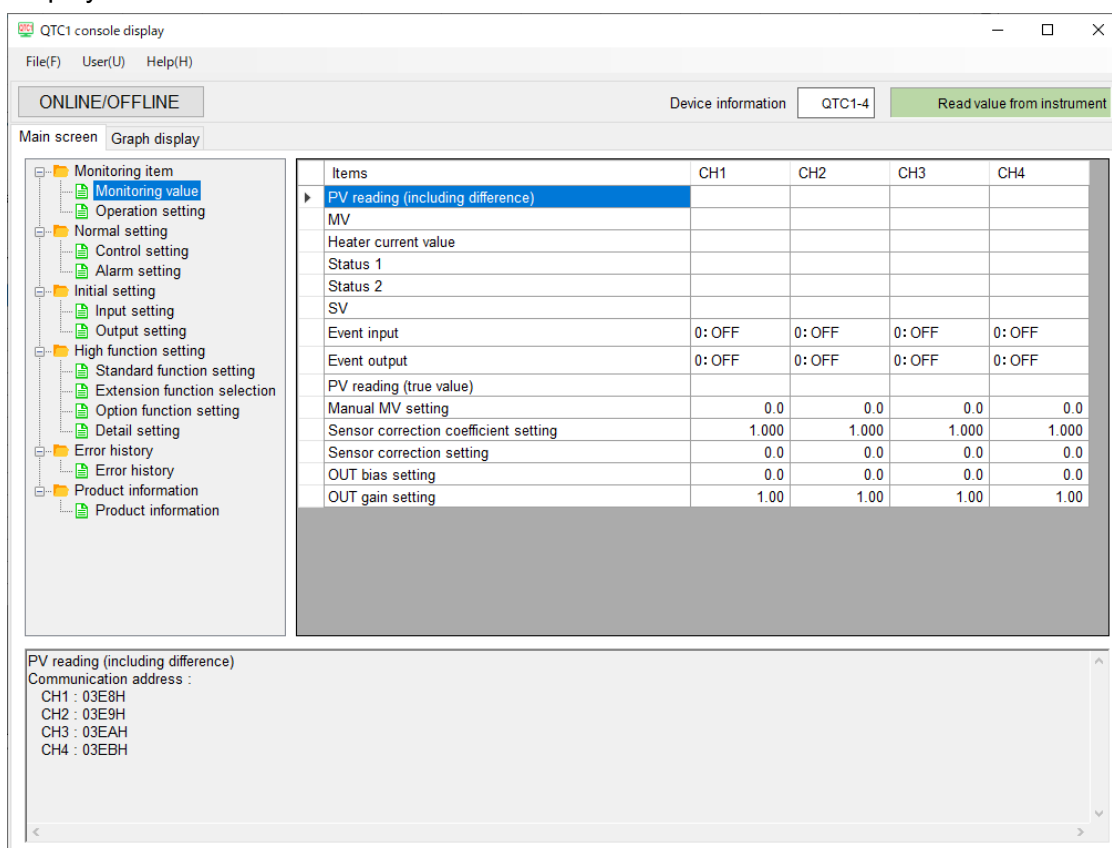 QTC1 console display
File(F) User(U) Help(H)
ONLINE/OFFLINE Device information QTC1-4 Read value from instrument
Main screen Graph display
Monitoring item
Monitoring value
Operation setting
Normal setting
Control setting
Alarm setting
Initial setting
Input setting
Output setting
High function setting
Standard function setting
Extension function selection
Option function setting
Detail setting
Error history
Error history
Product information
Product information
Items CH1 CH2 CH3 CH4
PV reading (including difference)
MV
Heater current value
Status 1
Status 2
SV
Event input 0: OFF 0: OFF 0: OFF 0: OFF
Event output 0: OFF 0: OFF 0: OFF 0: OFF
PV reading (true value)
Manual MV setting 0.0 0.0 0.0 0.0
Sensor correction coefficient setting 1.000 1.000 1.000 1.000
Sensor correction setting 0.0 0.0 0.0 0.0
OUT bias setting 0.0 0.0 0.0 0.0
OUT gain setting 1.00 1.00 1.00 1.00
PV reading (including difference)
Communication address :
CH1 : 03E8H
CH2 : 03E9H
CH3 : 03EAH
CH4 : 03EBH